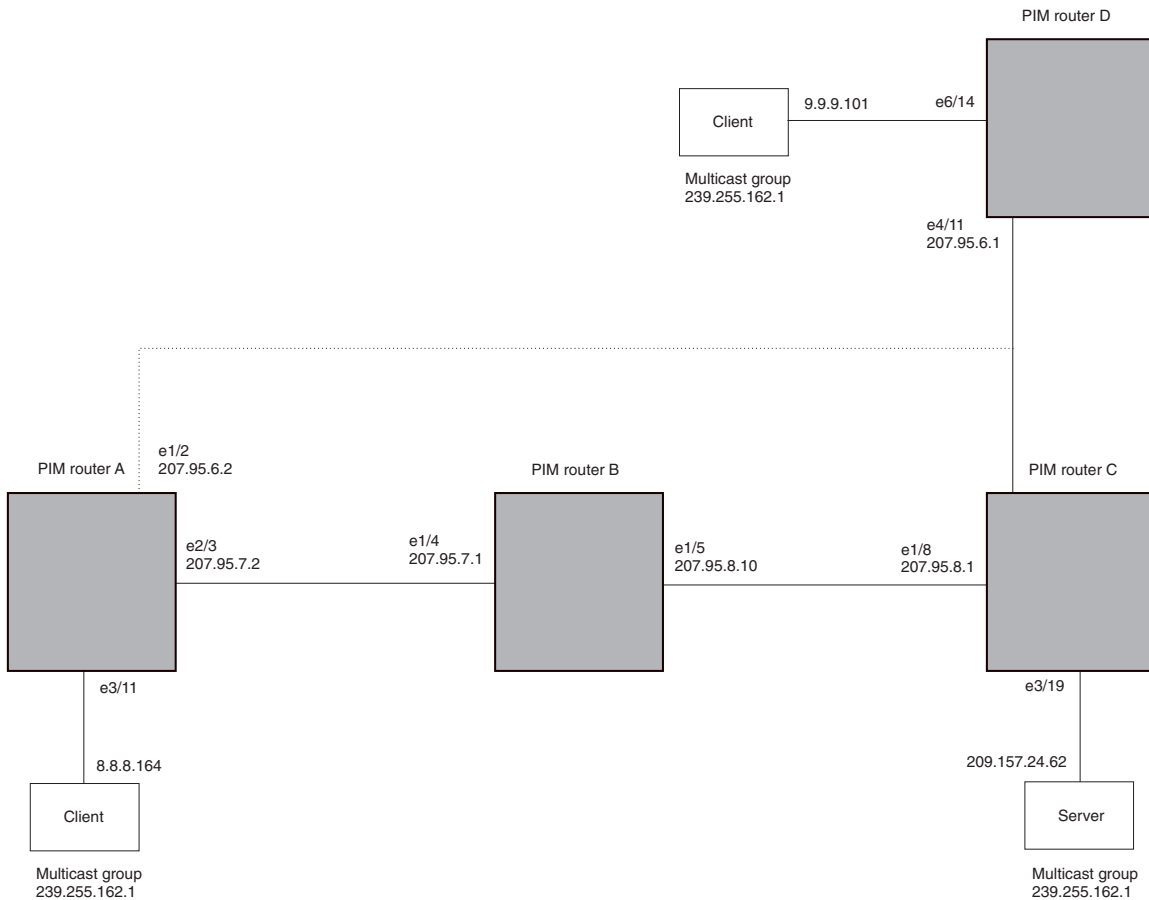 PIM router D
9.9.9.101
e6/14
Client
Multicast group
239.255.162.1
e4/11
207.95.6.1
e1/2
207.95.6.2
PIM router A
PIM router B
PIM router C
e2/3
207.95.7.2
e1/4
207.95.7.1
e1/5
207.95.8.10
e1/8
207.95.8.1
e3/11
e3/19
8.8.8.164
209.157.24.62
Client
Server
Multicast group
239.255.162.1
Multicast group
239.255.162.1